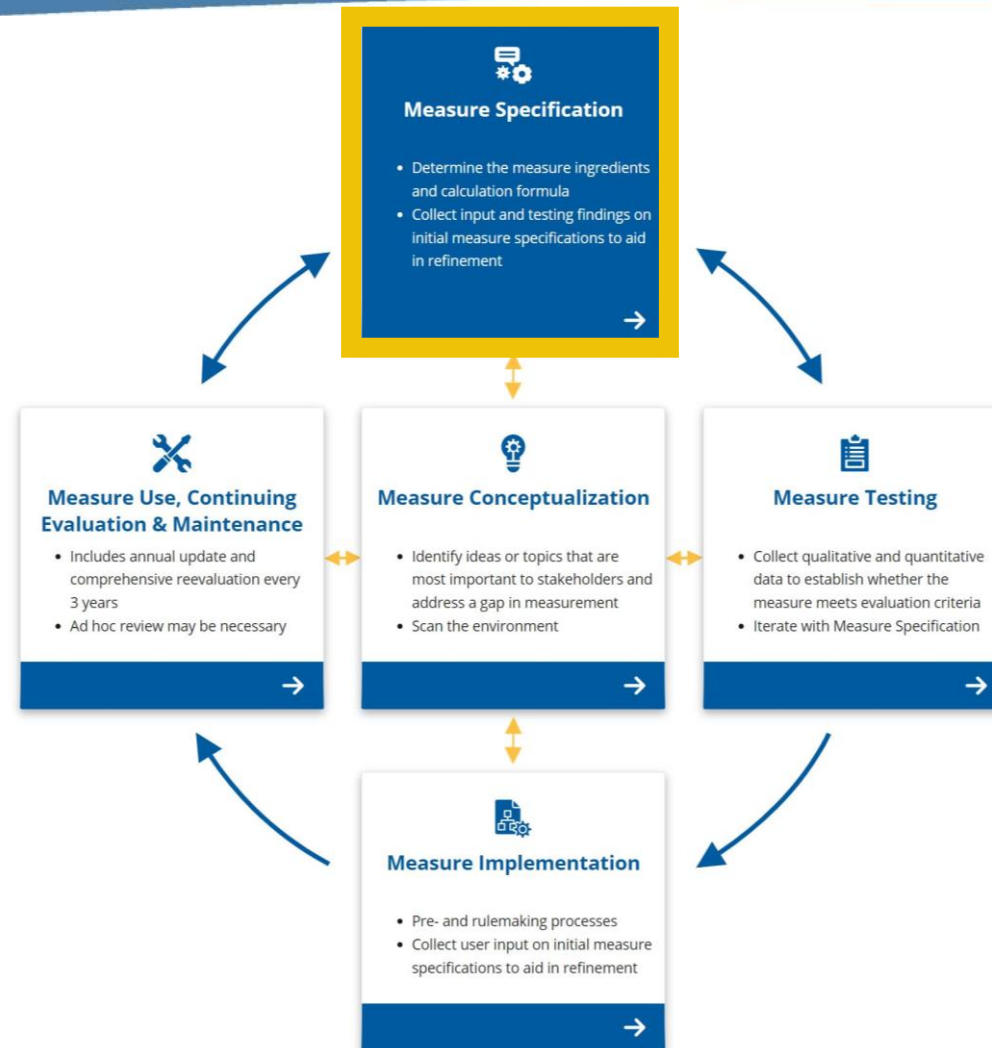 Measure Specification
• Determine the measure ingredients
and calculation formula
• Collect input and testing findings on
initial measure specifications to aid
in refinement
Measure Use, Continuing
Evaluation & Maintenance
• Includes annual update and
comprehensive reevaluation every
3 years
• Ad hoc review may be necessary
Measure Conceptualization
• Identify ideas or topics that are
most important to stakeholders and
address a gap in measurement
• Scan the environment
Measure Testing
• Collect qualitative and quantitative
data to establish whether the
measure meets evaluation criteria
• Iterate with Measure Specification
Measure Implementation
• Pre- and rulemaking processes
• Collect user input on initial measure
specifications to aid in refinement